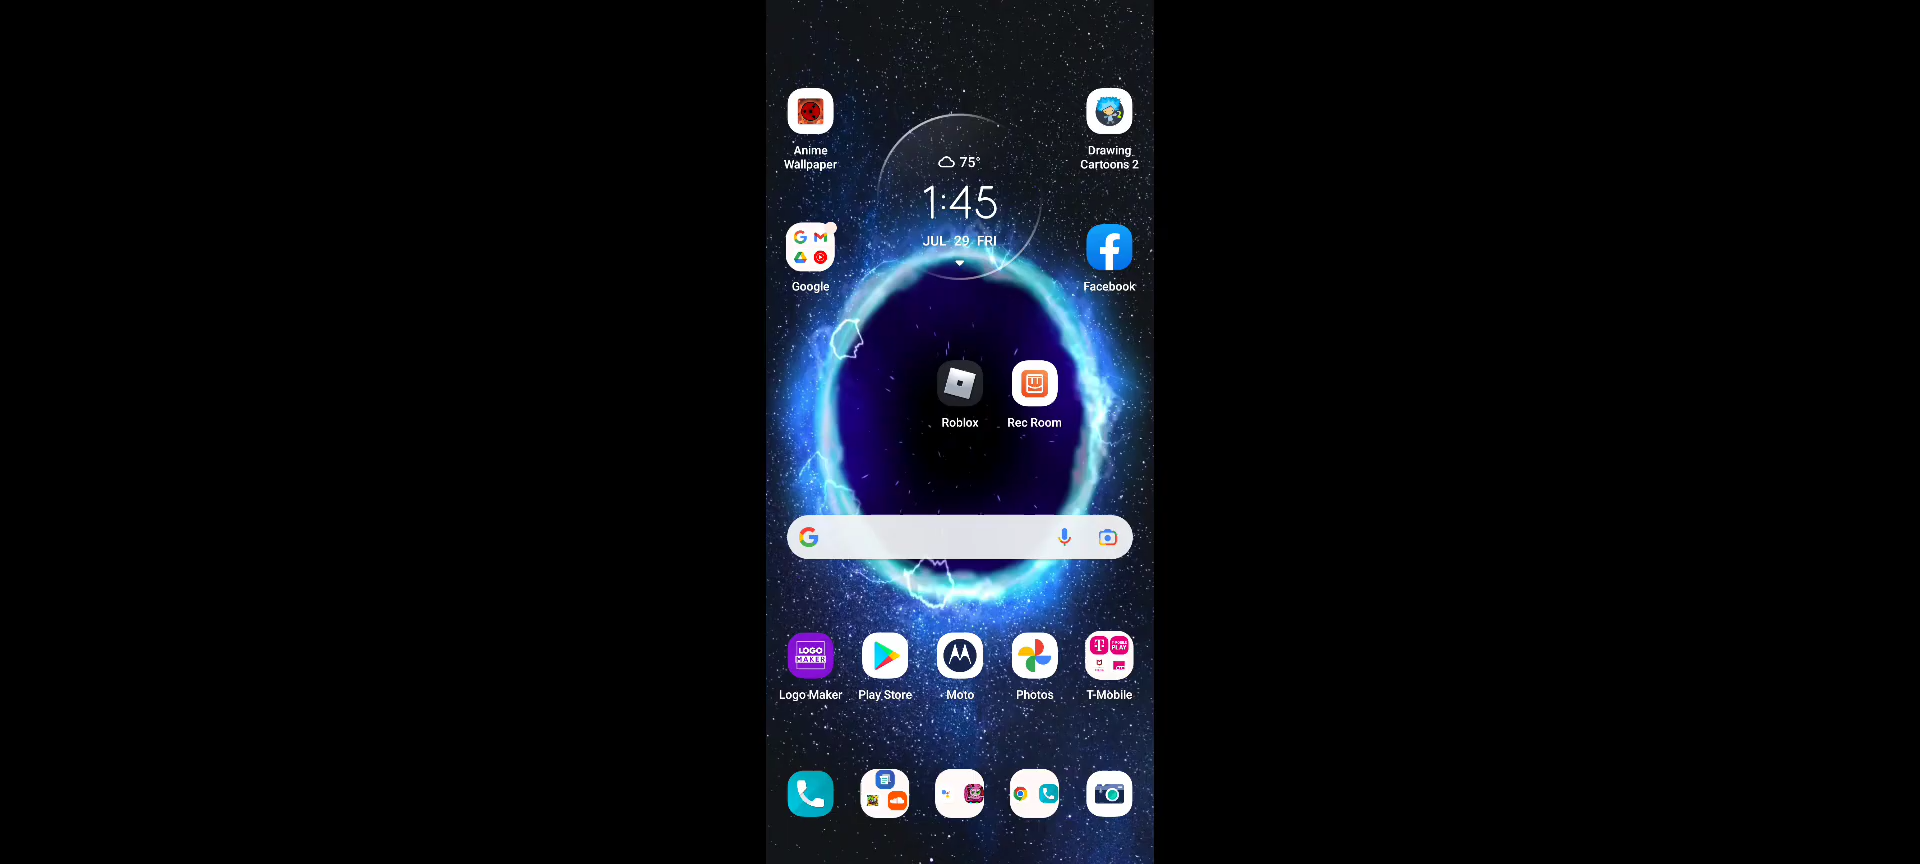 Anime
Wallpaper
75°
1:45
JUL 29 FRI
Drawing
Cartoons 2
Google
Facebook
Roblox
Rec Room
LOGO
MAKER
Logo Maker
Play Store
Moto
Photos
T-Mobile